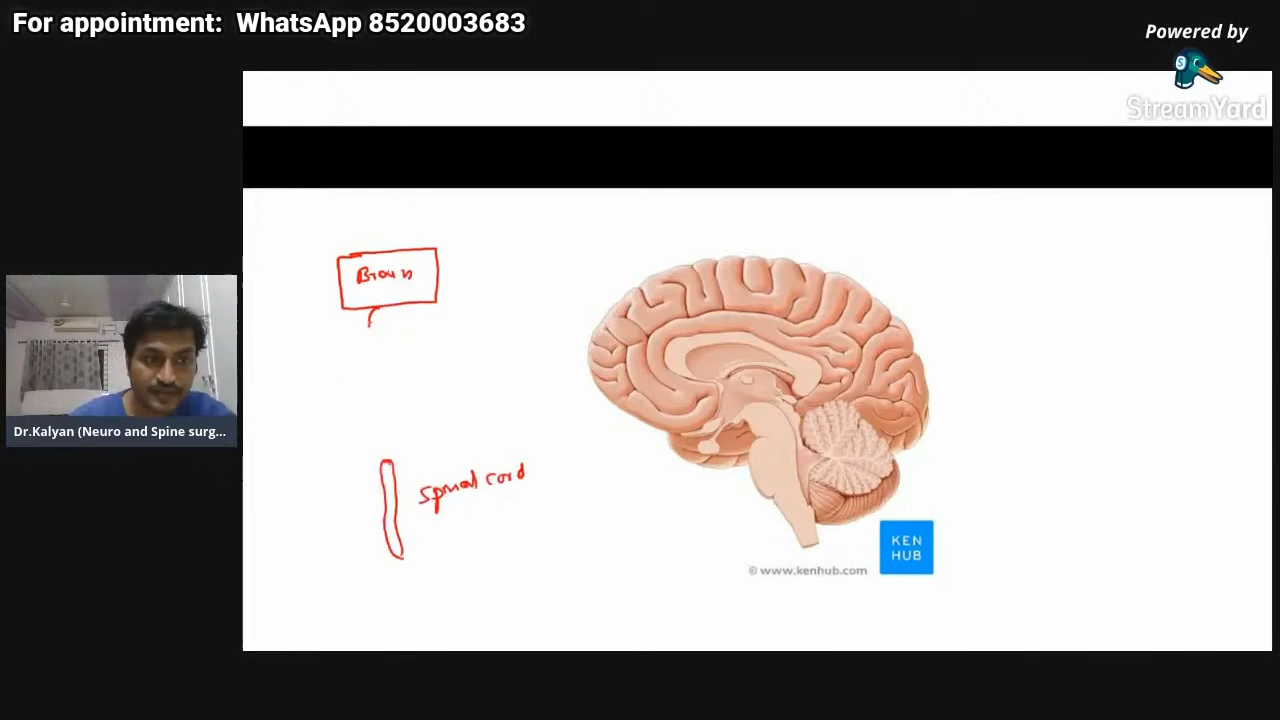 For appointment: WhatsApp 8520003683
Powered by
S
StreamYard
Brain
Dr.Kalyan (Neuro and Spine surg...
Spinal cord
KEN
HUB
© www.kenhub.com